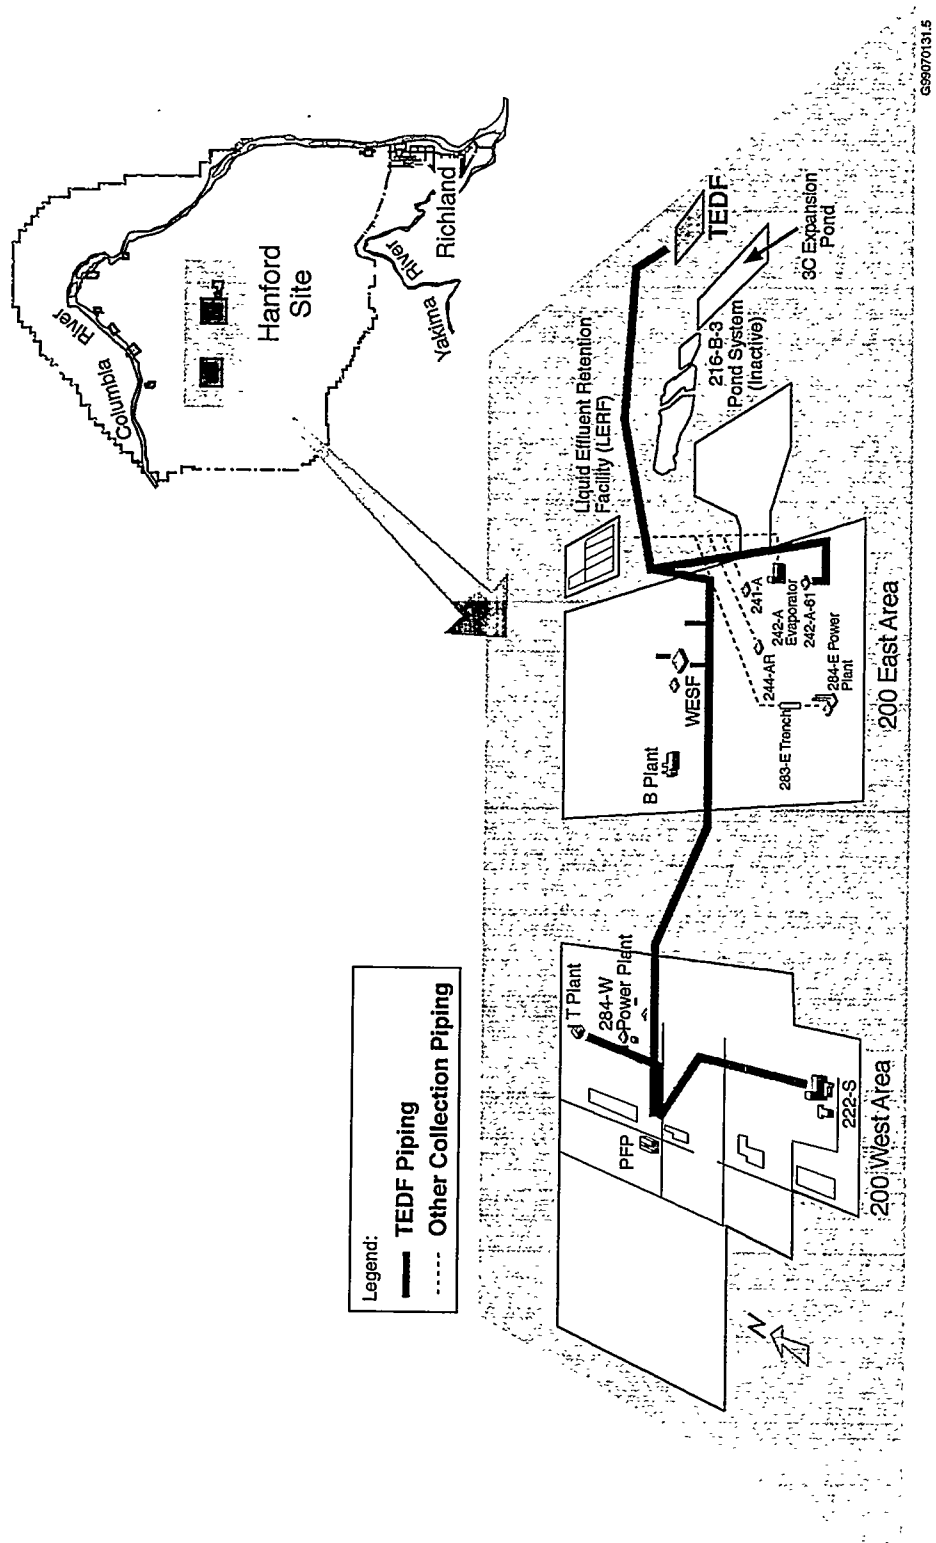 Columbia
River
Hanford
Site
Yakima
River
Richland
Legend:
TEDF Piping
Other Collection Piping
Liquid Effluent Retention
Facility (LERF)
TEDF
3C Expansion
Pond
216-B-3
Pond System
(Inactive)
T Plant
284-W
Power Plant
PFP
222-S
200 West Area
B Plant
WESF
241-A
242-A
Evaporator
242-A-81
244-AR
283-E Trench
284-E Power
Plant
200 East Area
N
G99070131.5